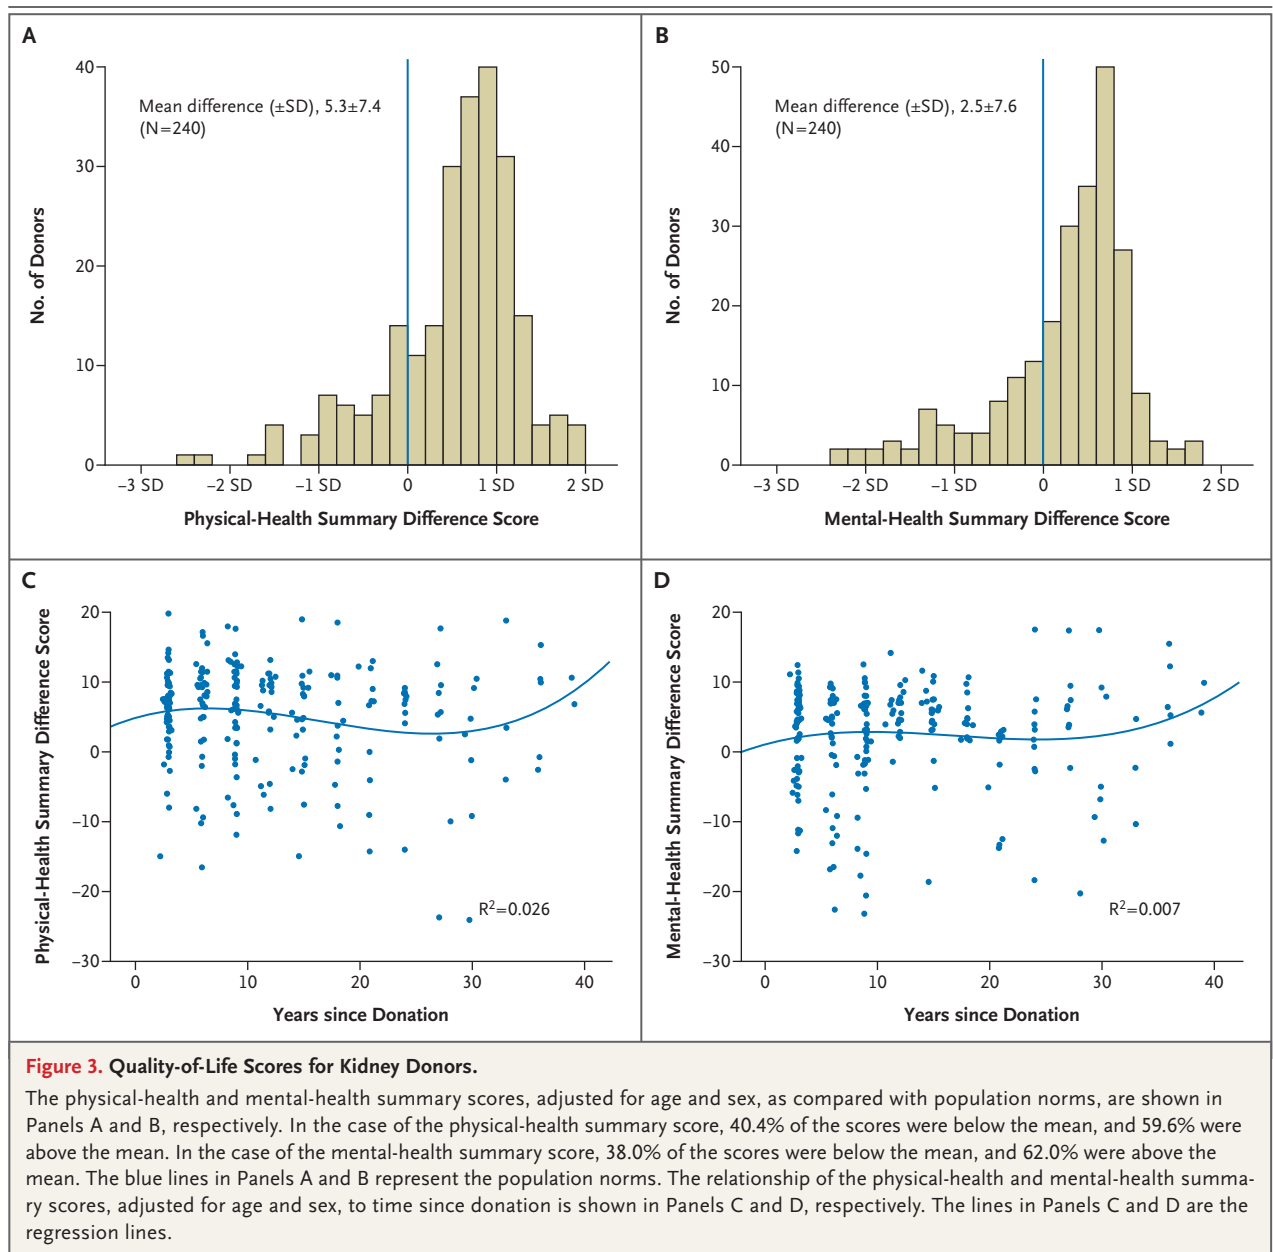 A
40
30
20
10
0
No. of Donors
Mean difference (±SD), 5.3±7.4
(N=240)
–3 SD
–2 SD
–1 SD
0
1 SD
2 SD
Physical-Health Summary Difference Score
B
50
40
30
20
10
0
No. of Donors
Mean difference (±SD), 2.5±7.6
(N=240)
–3 SD
–2 SD
–1 SD
0
1 SD
2 SD
Mental-Health Summary Difference Score
C
20
10
0
–10
–20
–30
Physical-Health Summary Difference Score
R²=0.026
0
10
20
30
40
Years since Donation
D
20
10
0
–10
–20
–30
Mental-Health Summary Difference Score
R²=0.007
0
10
20
30
40
Years since Donation
Figure 3. Quality-of-Life Scores for Kidney Donors.
The physical-health and mental-health summary scores, adjusted for age and sex, as compared with population norms, are shown in
Panels A and B, respectively. In the case of the physical-health summary score, 40.4% of the scores were below the mean, and 59.6% were
above the mean. In the case of the mental-health summary score, 38.0% of the scores were below the mean, and 62.0% were above the
mean. The blue lines in Panels A and B represent the population norms. The relationship of the physical-health and mental-health summa-
ry scores, adjusted for age and sex, to time since donation is shown in Panels C and D, respectively. The lines in Panels C and D are the
regression lines.